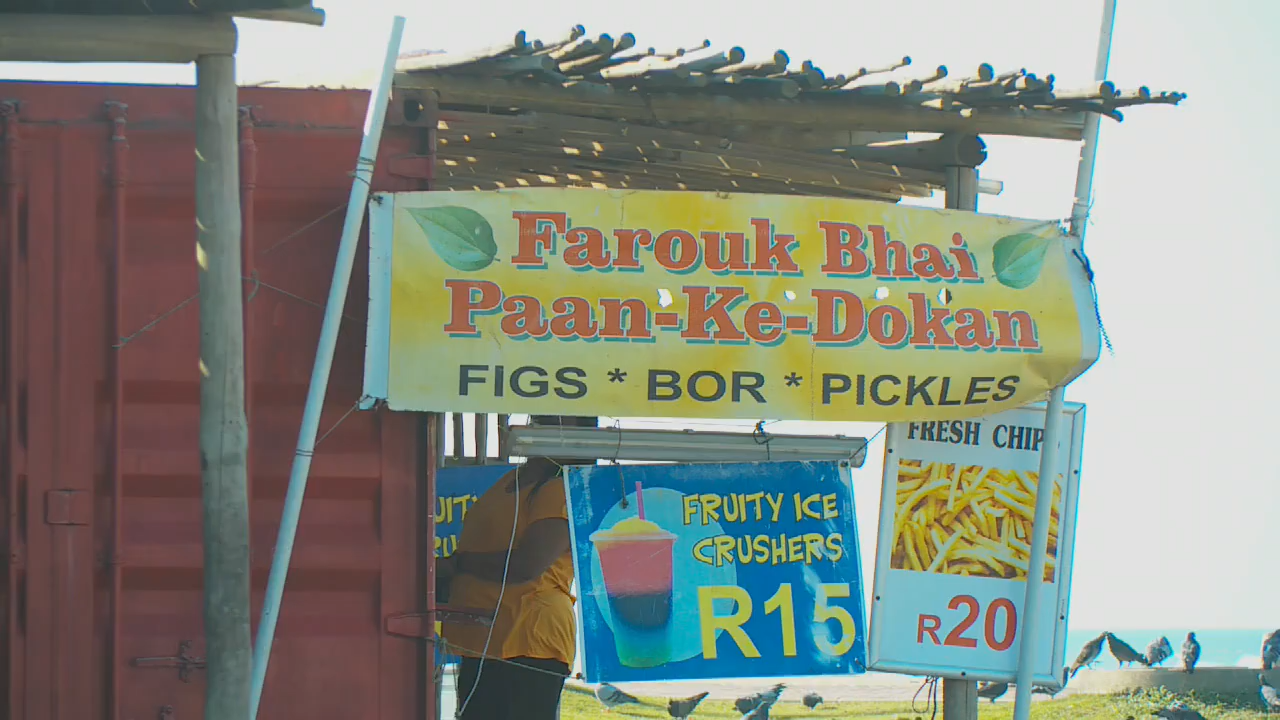 Farouk Bhai
Paan-Ke-Dokan
FIGS * BOR * PICKLES
FRESH CHIP
FRUITY ICE
CRUSHERS
R15
R20